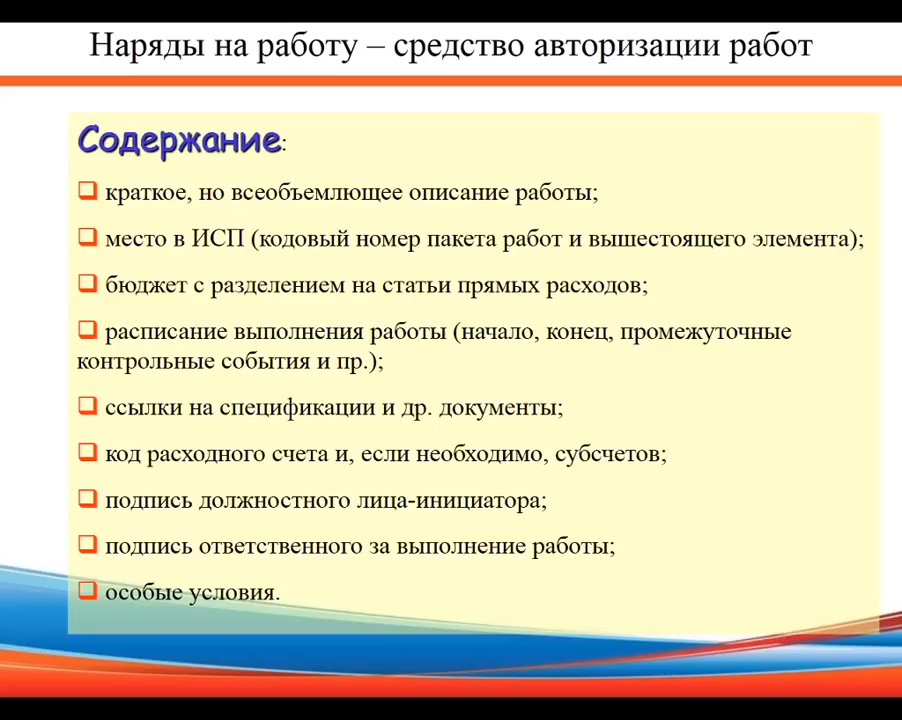 Наряды на работу – средство авторизации работ
Содержание:
краткое, но всеобъемлющее описание работы;
место в ИСП (кодовый номер пакета работ и вышестоящего элемента);
бюджет с разделением на статьи прямых расходов;
расписание выполнения работы (начало, конец, промежуточные
контрольные события и пр.);
ссылки на спецификации и др. документы;
код расходного счета и, если необходимо, субсчетов;
подпись должностного лица-инициатора;
подпись ответственного за выполнение работы;
особые условия.